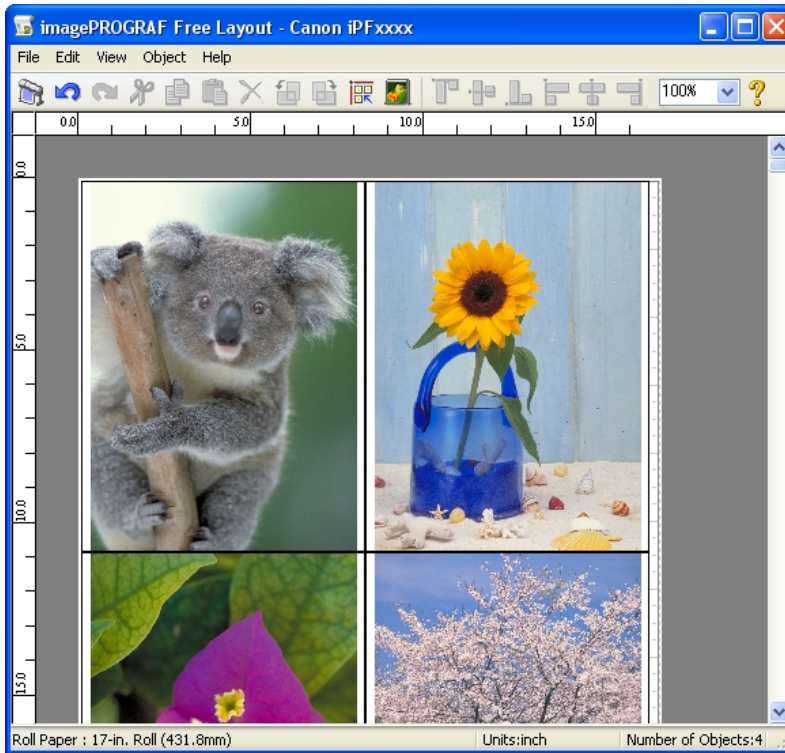 imagePROGRAF Free Layout - Canon iPFxxxx
File Edit View Object Help
100%
0.0 5.0 10.0 15.0
0.0
5.0
10.0
15.0
Roll Paper : 17-in. Roll (431.8mm) Units:inch Number of Objects:4